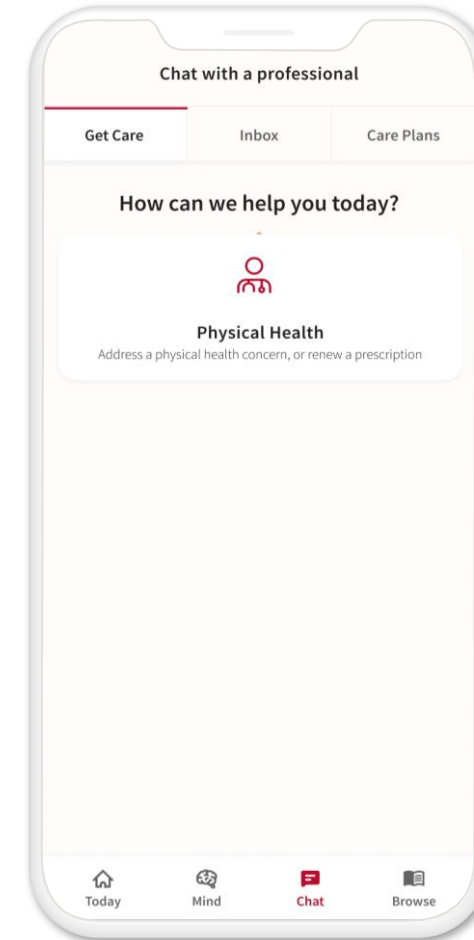 Chat with a professional
Get Care Inbox Care Plans
How can we help you today?
Physical Health
Address a physical health concern, or renew a prescription
Today Mind Chat Browse